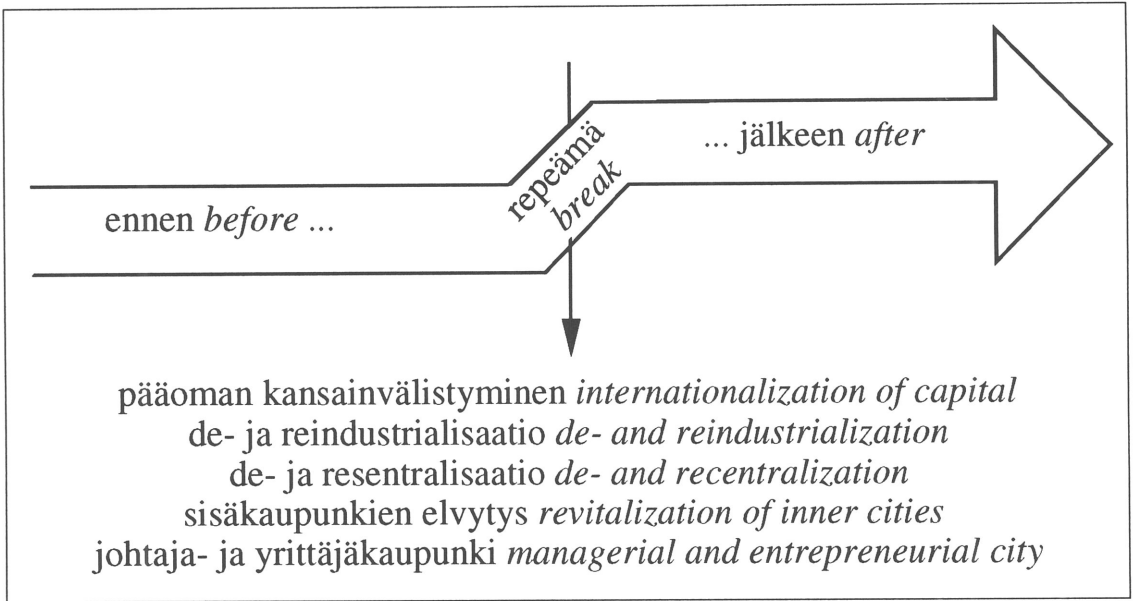 ennen before ...
repeämä
break
... jälkeen after
pääoman kansainvälistyminen internationalization of capital
de- ja reindustrialisaatio de- and reindustrialization
de- ja resentralisaatio de- and recentralization
sisäkaupunkien elvytys revitalization of inner cities
johtaja- ja yrittäjäkaupunki managerial and entrepreneurial city